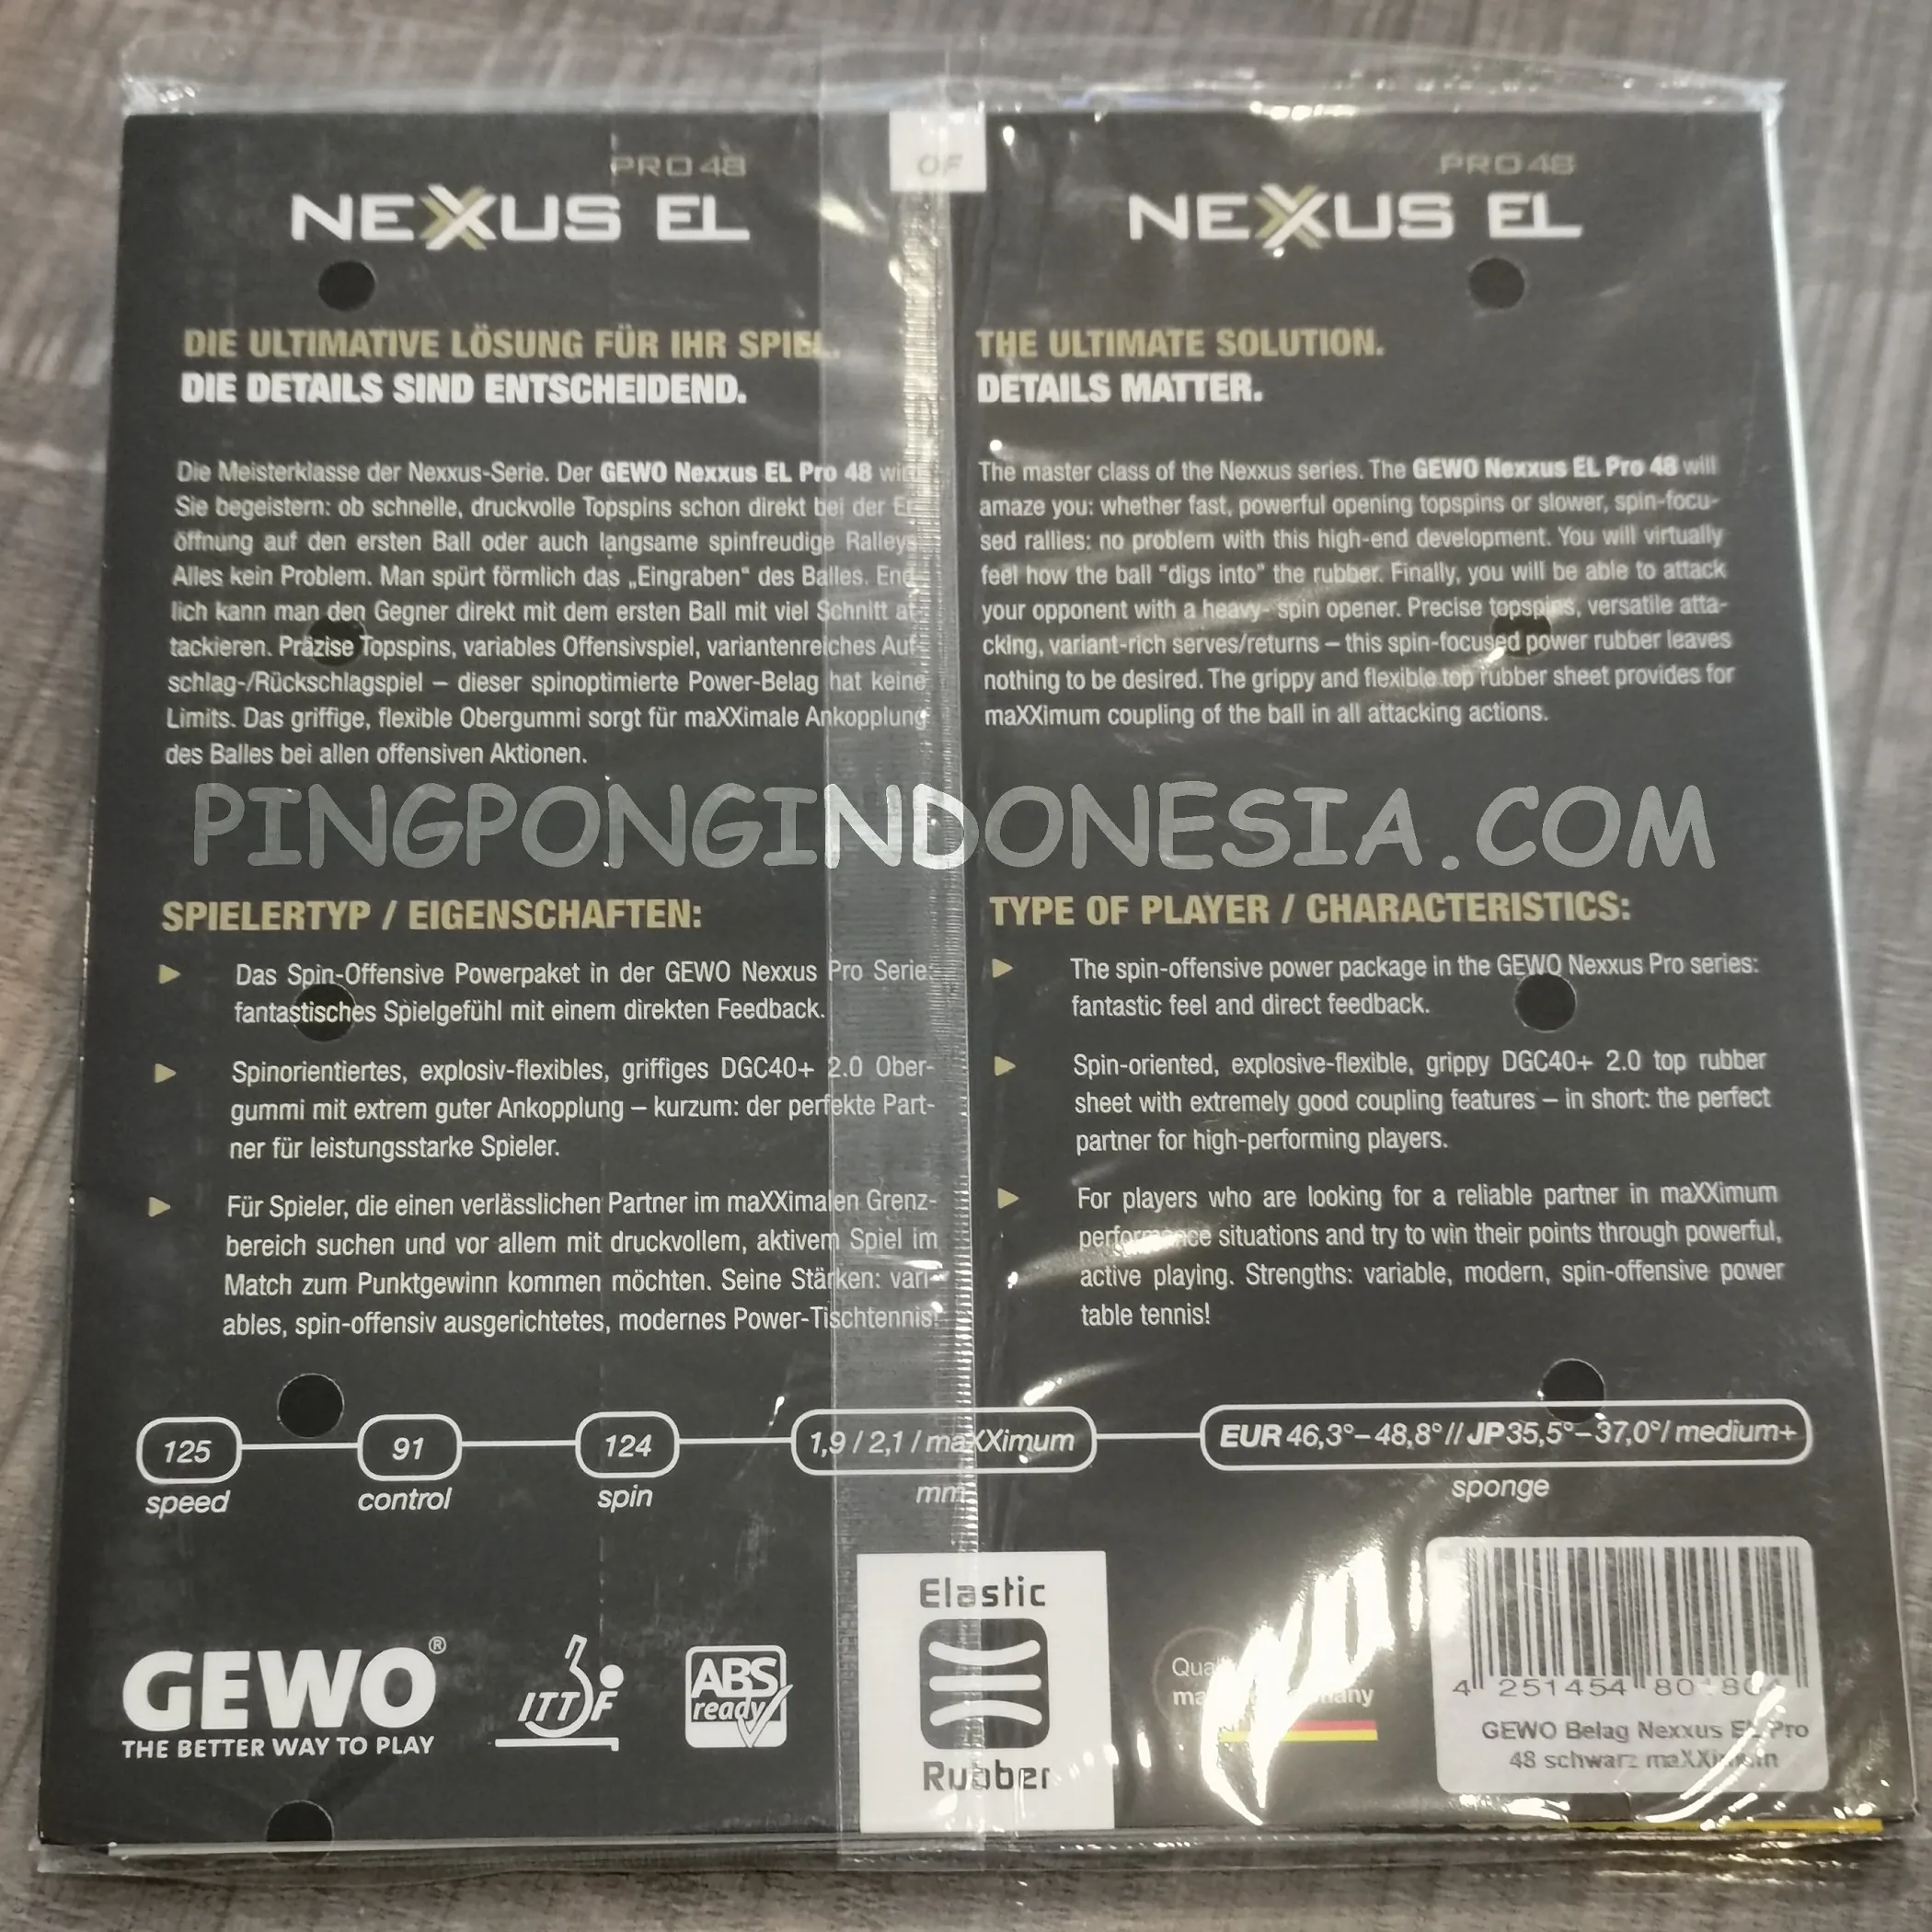 PRO 48
NEXXUS EL
DIE ULTIMATIVE LÖSUNG FÜR IHR SPIEL.
DIE DETAILS SIND ENTSCHEIDEND.
Die Meisterklasse der Nexxus-Serie. Der GEWO Nexxus EL Pro 48 wird
Sie begeistern: ob schnelle, druckvolle Topspins schon direkt bei der Er-
öffnung auf den ersten Ball oder auch langsame spinfreudige Ralleys.
Alles kein Problem. Man spürt förmlich das „Eingraben“ des Balles. End-
lich kann man den Gegner direkt mit dem ersten Ball mit viel Schnitt at-
tackieren. Präzise Topspins, variables Offensivspiel, variantenreiches Auf-
schlag-/Rückschlagspiel – dieser spinoptimierte Power-Belag hat keine
Limits. Das griffige, flexible Obergummi sorgt für maXXimale Ankopplung
des Balles bei allen offensiven Aktionen.
SPIELERTYP / EIGENSCHAFTEN:
Das Spin-Offensive Powerpaket in der GEWO Nexxus Pro Serie:
fantastisches Spielgefühl mit einem direkten Feedback.
Spinorientiertes, explosiv-flexibles, griffiges DGC40+ 2.0 Ober-
gummi mit extrem guter Ankopplung – kurzum: der perfekte Part-
ner für leistungsstarke Spieler.
Für Spieler, die einen verlässlichen Partner im maXXimalen Grenz-
bereich suchen und vor allem mit druckvollem, aktivem Spiel im
Match zum Punktgewinn kommen möchten. Seine Stärken: vari-
ables, spin-offensiv ausgerichtetes, modernes Power-Tischtennis!
OF
PRO 48
NEXXUS EL
THE ULTIMATE SOLUTION.
DETAILS MATTER.
The master class of the Nexxus series. The GEWO Nexxus EL Pro 48 will
amaze you: whether fast, powerful opening topspins or slower, spin-focu-
sed rallies: no problem with this high-end development. You will virtually
feel how the ball “digs into” the rubber. Finally, you will be able to attack
your opponent with a heavy- spin opener. Precise topspins, versatile atta-
cking, variant-rich serves/returns – this spin-focused power rubber leaves
nothing to be desired. The grippy and flexible top rubber sheet provides for
maXXimum coupling of the ball in all attacking actions.
TYPE OF PLAYER / CHARACTERISTICS:
The spin-offensive power package in the GEWO Nexxus Pro series:
fantastic feel and direct feedback.
Spin-oriented, explosive-flexible, grippy DGC40+ 2.0 top rubber
sheet with extremely good coupling features – in short: the perfect
partner for high-performing players.
For players who are looking for a reliable partner in maXXimum
performance situations and try to win their points through powerful,
active playing. Strengths: variable, modern, spin-offensive power
table tennis!
PINGPONGINDONESIA.COM
125
speed
91
control
124
spin
1,9 / 2,1 / maXXimum
mm
EUR 46,3°– 48,8° // JP 35,5°– 37,0°/ medium+
sponge
GEWO®
THE BETTER WAY TO PLAY
ITTF
ABS
ready
Elastic
Rubber
4 251454
GEWO Belag Nexxus EL Pro
48 schwarz maXXimum